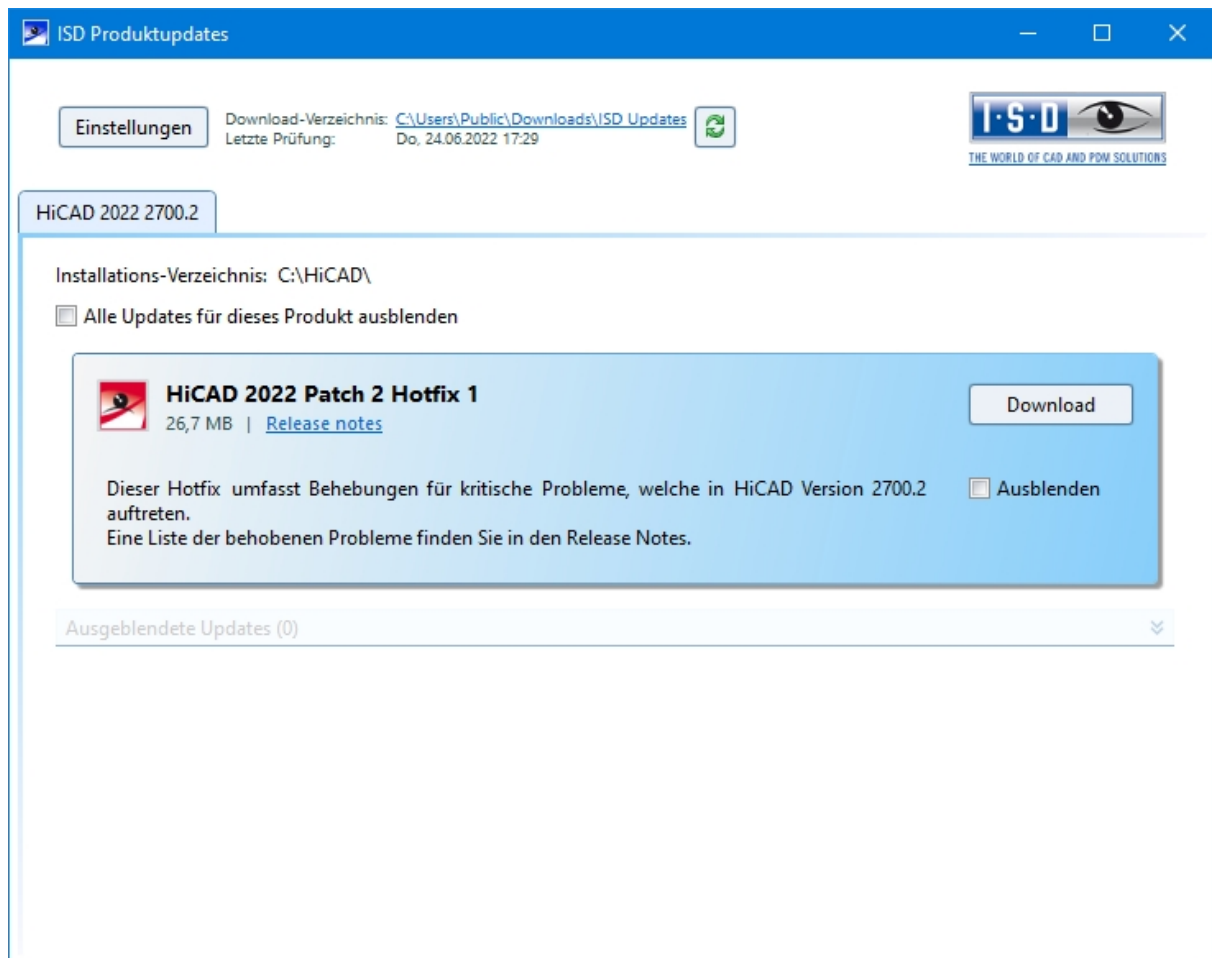 ISD Produktupdates
Einstellungen
Download-Verzeichnis: C:\Users\Public\Downloads\ISD Updates
Letzte Prüfung: Do, 24.06.2022 17:29
I·S·D
THE WORLD OF CAD AND PDM SOLUTIONS
HiCAD 2022 2700.2
Installations-Verzeichnis: C:\HiCAD\
Alle Updates für dieses Produkt ausblenden
HiCAD 2022 Patch 2 Hotfix 1
26,7 MB | Release notes
Download
Dieser Hotfix umfasst Behebungen für kritische Probleme, welche in HiCAD Version 2700.2
auftreten.
Eine Liste der behobenen Probleme finden Sie in den Release Notes.
Ausblenden
Ausgeblendete Updates (0)